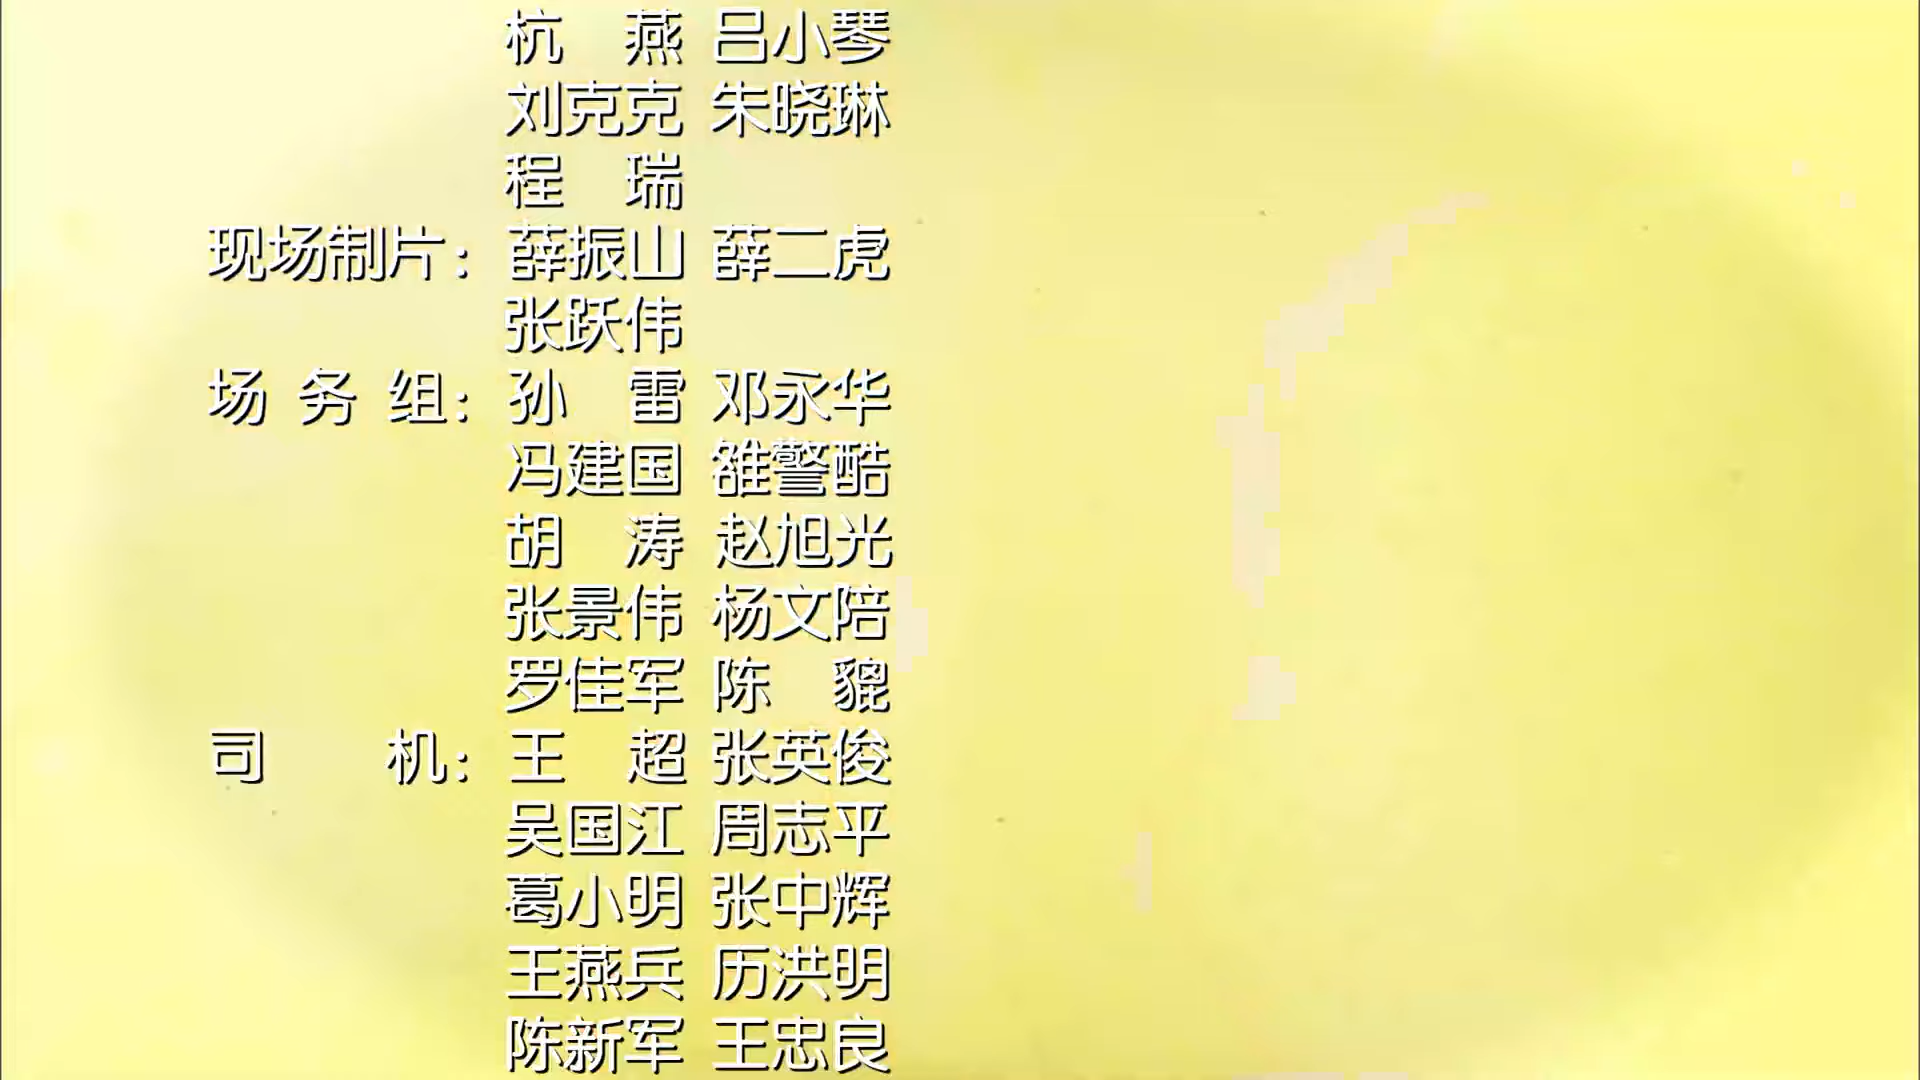 杭 燕 吕小琴
刘克克 朱晓琳
程 瑞
现场制片：薛振山 薛二虎
张跃伟
场务组：孙 雷 邓永华
冯建国 雒警酷
胡 涛 赵旭光
张景伟 杨文陪
罗佳军 陈 貔
司 机：王 超 张英俊
吴国江 周志平
葛小明 张中辉
王燕兵 历洪明
陈新军 王忠良